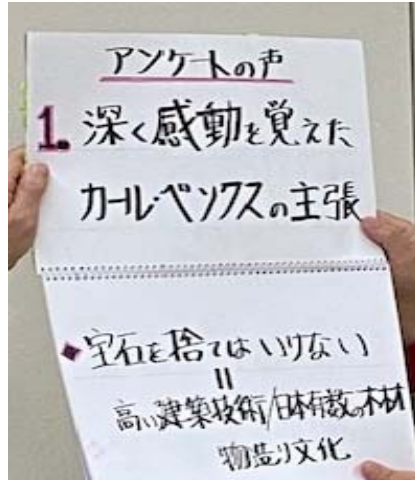 アンケートの声
1. 深く感動を覚えた
カール・ベンクスの主張
◆宝石を捨てはいけない
=
高い建築技術/日本有数の木材
物造り文化